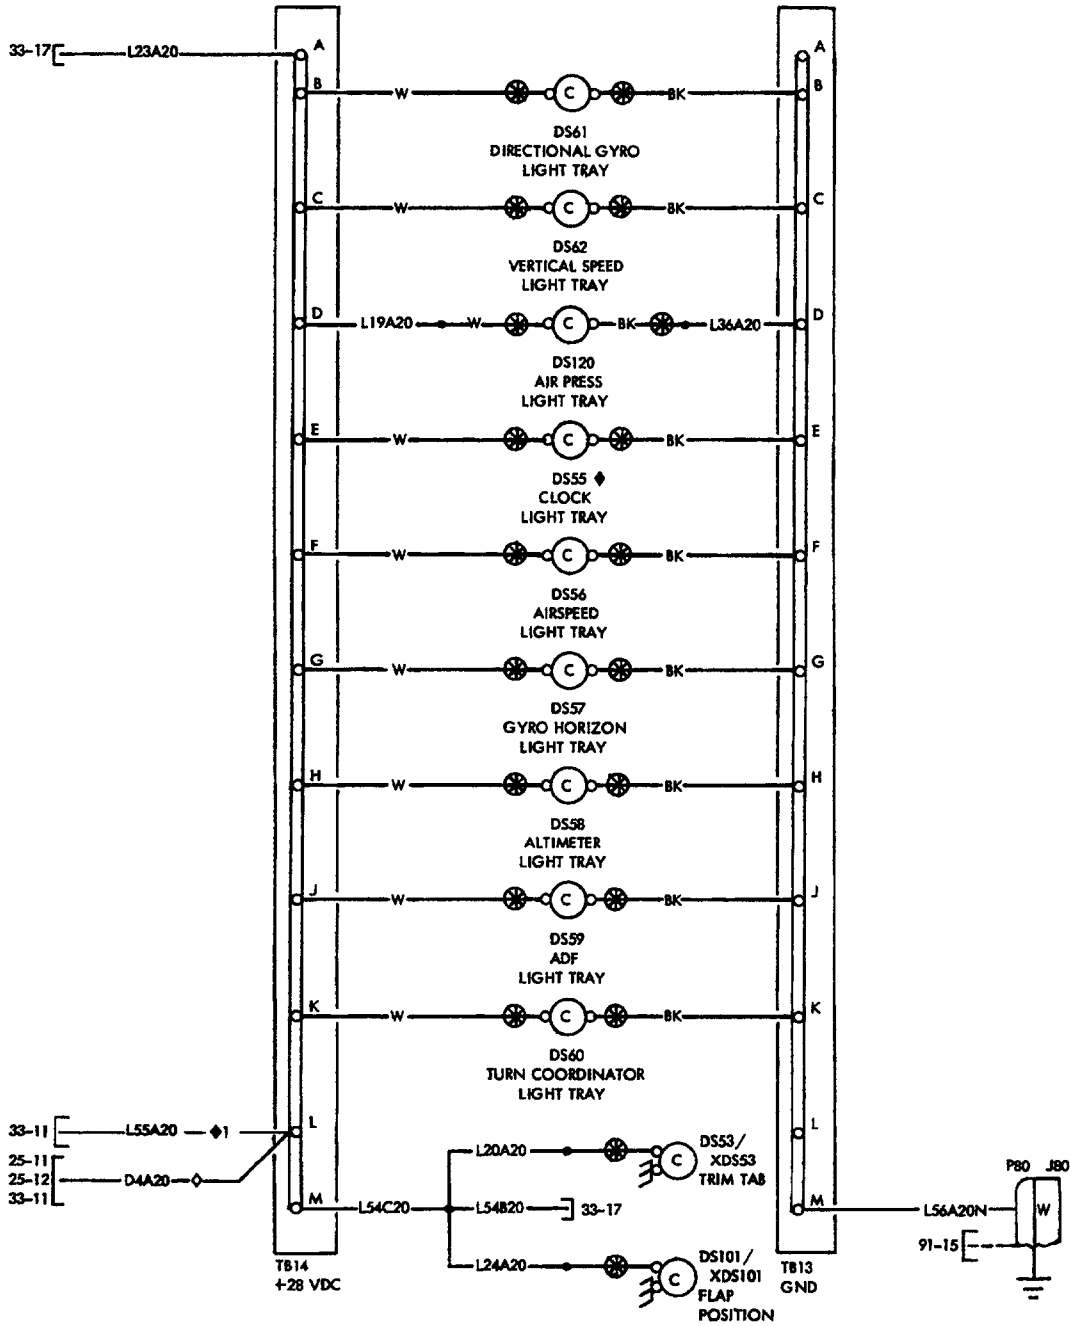 33-17 L23A20 A A
B W C BK B
DS61
DIRECTIONAL GYRO
LIGHT TRAY
C W C BK C
DS62
VERTICAL SPEED
LIGHT TRAY
D L19A20 W C BK L36A20 D
DS120
AIR PRESS
LIGHT TRAY
E W C BK E
DS55 ♦
CLOCK
LIGHT TRAY
F W C BK F
DS56
AIRSPEED
LIGHT TRAY
G W C BK G
DS57
GYRO HORIZON
LIGHT TRAY
H W C BK H
DS58
ALTIMETER
LIGHT TRAY
J W C BK J
DS59
ADF
LIGHT TRAY
K W C BK K
DS60
TURN COORDINATOR
LIGHT TRAY
33-11 L55A20 ♦1 L L
25-11
25-12 D4A20 ◇
33-11
L20A20 C DS53/
XDS53
TRIM TAB
M L54C20 L54B20 33-17 M L56A20N P80 J80
W
91-15
L24A20 C DS101/
XDS101
FLAP
POSITION
TB14
+28 VDC
TB13
GND